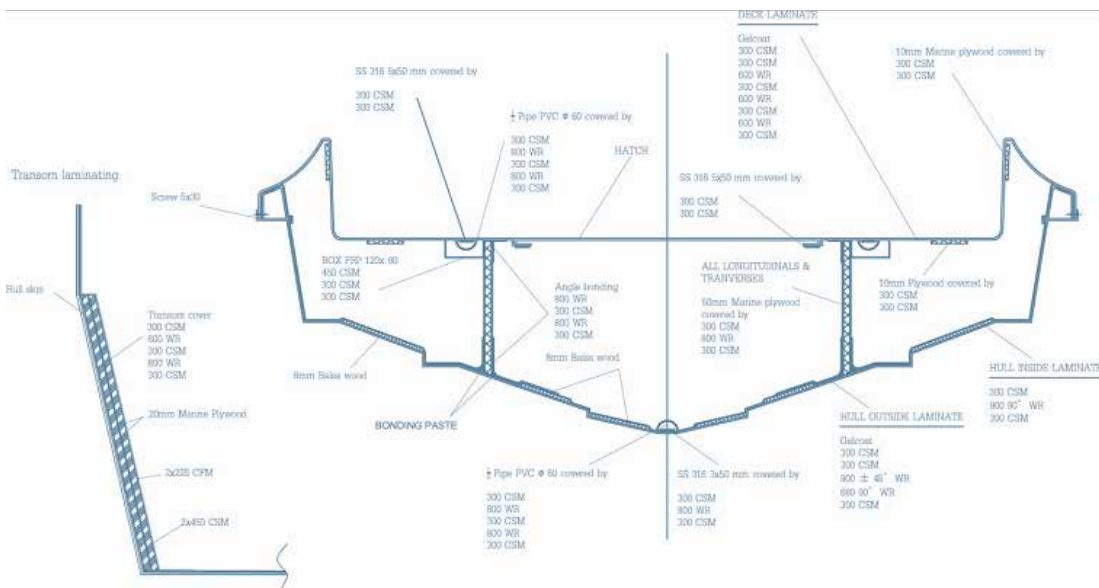 DECK LAMINATE
Gelcoat
300 CSM
300 CSM
600 WR
300 CSM
600 WR
300 CSM
600 WR
300 CSM
10mm Marine plywood covered by
300 CSM
300 CSM
SS 316 5x50 mm covered by
300 CSM
300 CSM
½ Pipe PVC ϕ 60 covered by
300 CSM
800 WR
300 CSM
800 WR
300 CSM
HATCH
Transom laminating
Screw 5x30
SS 316 5x50 mm covered by
300 CSM
300 CSM
BOX FRP 120x 60
450 CSM
300 CSM
300 CSM
ALL LONGITUDINALS &
TRANVERSES
50mm Marine plywood
covered by
300 CSM
800 WR
300 CSM
Angle bonding
800 WR
300 CSM
800 WR
300 CSM
10mm Plywood covered by
300 CSM
300 CSM
Hull skin
Transom cover
300 CSM
800 WR
300 CSM
800 WR
300 CSM
8mm Balsa wood
8mm Balsa wood
HULL INSIDE LAMINATE
300 CSM
800 90° WR
300 CSM
20mm Marine Plywood
BONDING PASTE
HULL OUTSIDE LAMINATE
Gelcoat
300 CSM
300 CSM
800 ± 45° WR
680 90° WR
300 CSM
2x225 CFM
2x450 CSM
½ Pipe PVC ϕ 60 covered by
300 CSM
800 WR
300 CSM
800 WR
300 CSM
SS 316 3x50 mm covered by
300 CSM
800 WR
300 CSM